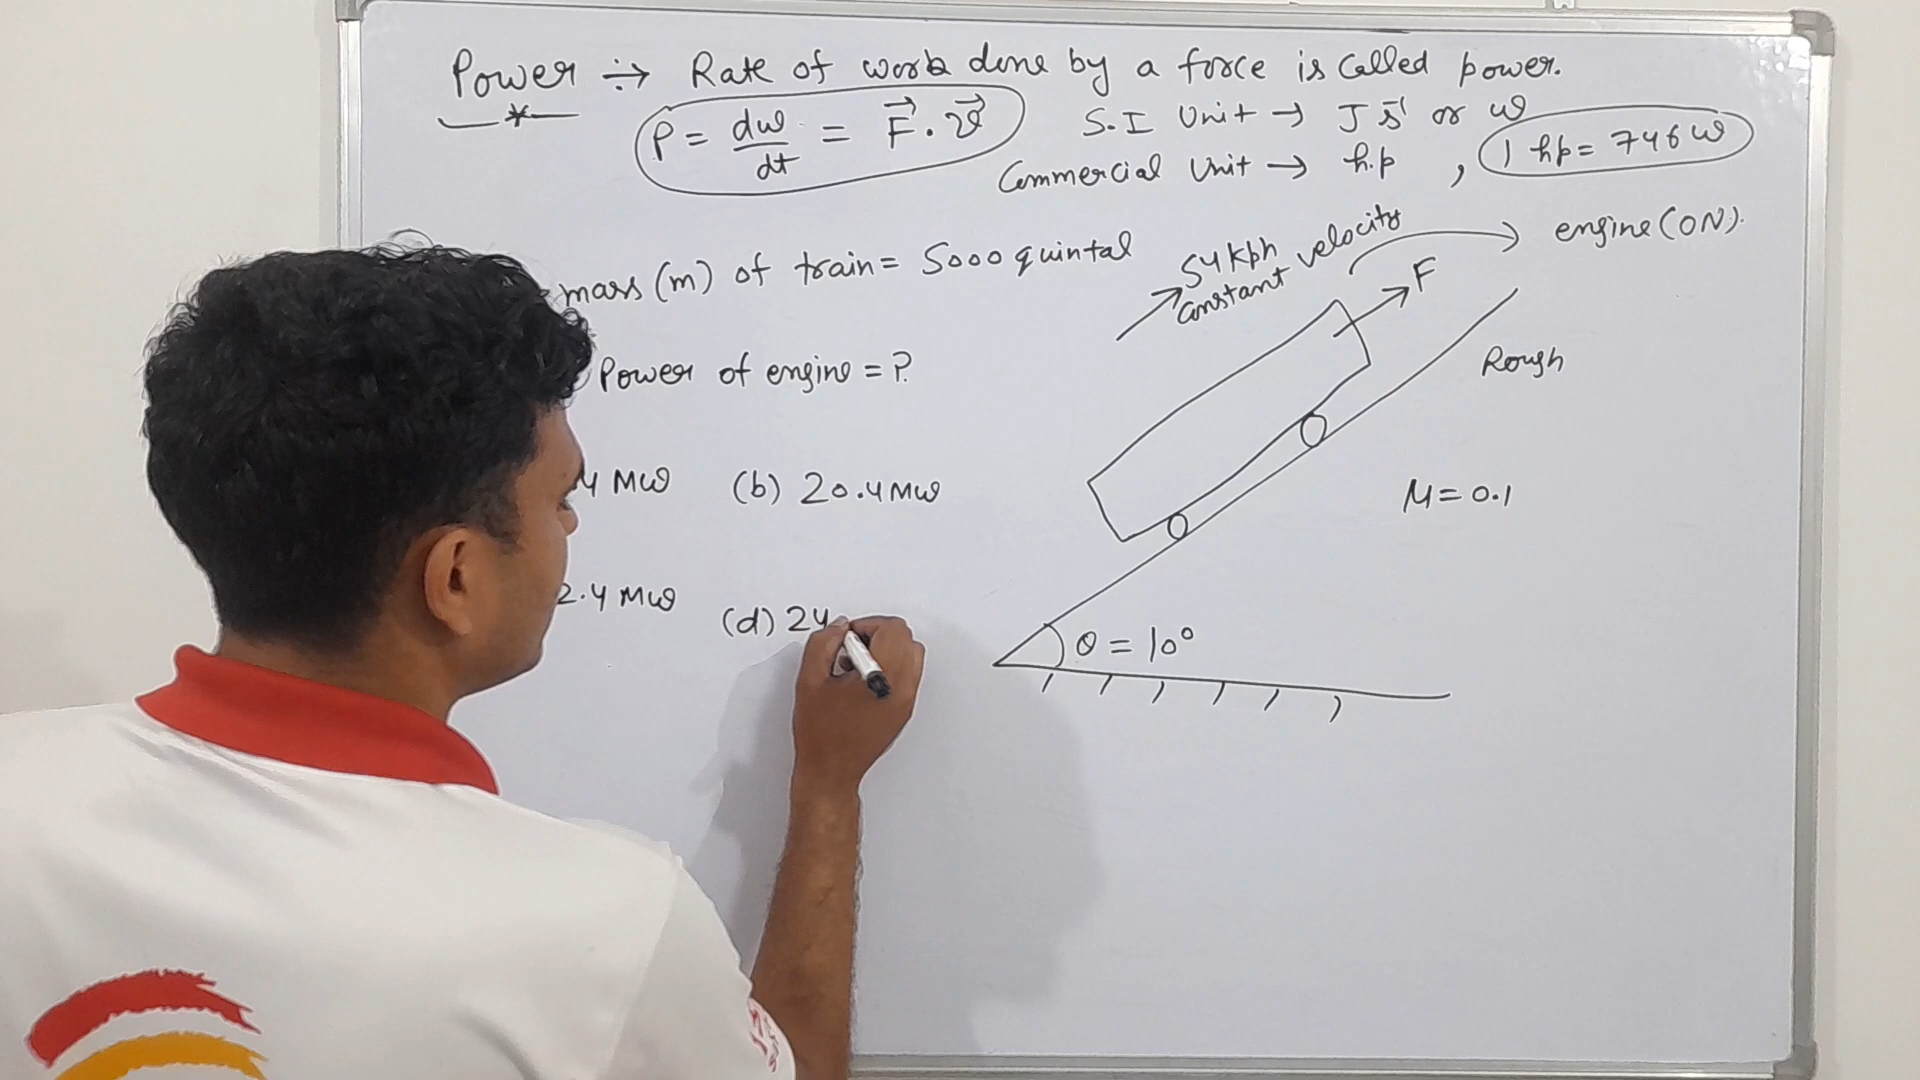 Power ÷→ Rate of work done by a force is called power.
P = dw/dt = F⃗ . v⃗
S.I Unit → J s⁻¹ or W
Commercial Unit → h.p , 1 hp = 746 W
mass (m) of train = 5000 quintal
54 kph
constant velocity
engine (ON).
F
Power of engine = ?
Rough
4 MW (b) 20.4 MW
μ = 0.1
2.4 MW (d) 24
θ = 10°